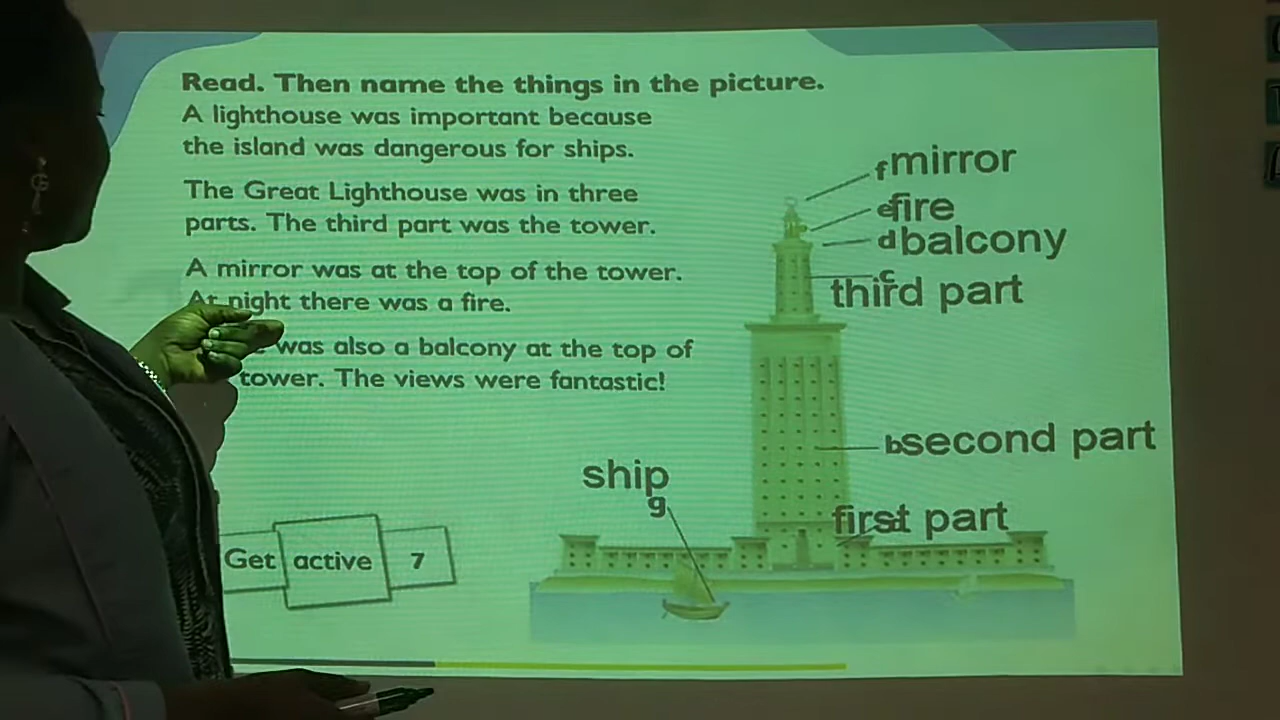 Read. Then name the things in the picture.
A lighthouse was important because
the island was dangerous for ships.
The Great Lighthouse was in three
parts. The third part was the tower.
A mirror was at the top of the tower.
At night there was a fire.
was also a balcony at the top of
tower. The views were fantastic!
f mirror
e fire
d balcony
c
third part
b second part
ship
g
first part
Get active 7